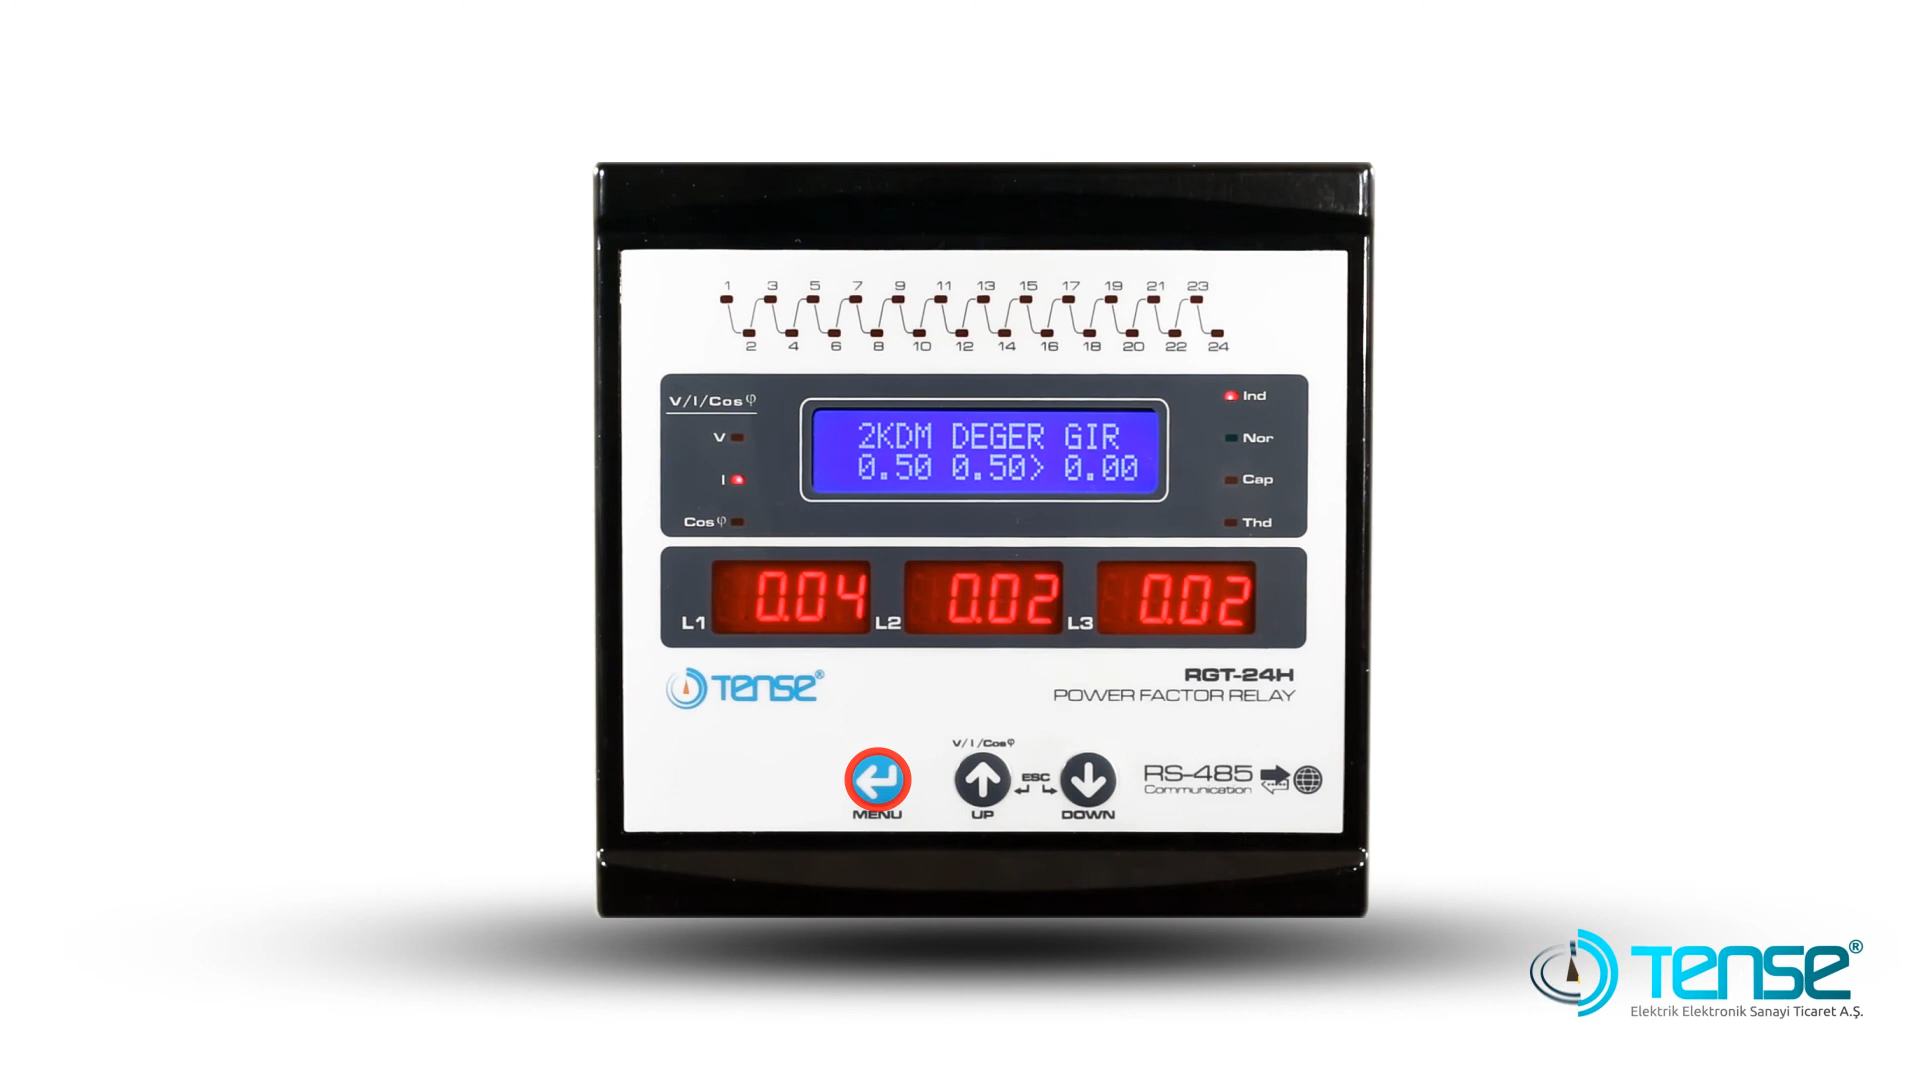 1 3 5 7 9 11 13 15 17 19 21 23
2 4 6 8 10 12 14 16 18 20 22 24
V/I/Cosφ
V
I
Cosφ
2KDM DEGER GIR
0.50 0.50> 0.00
Ind
Nor
Cap
Thd
L1 0.04 L2 0.02 L3 0.02
TENSE®
RGT-24H
POWER FACTOR RELAY
V/I/Cosφ
ESC
MENU UP DOWN
RS-485
Communication
TENSE®
Elektrik Elektronik Sanayi Ticaret A.Ş.